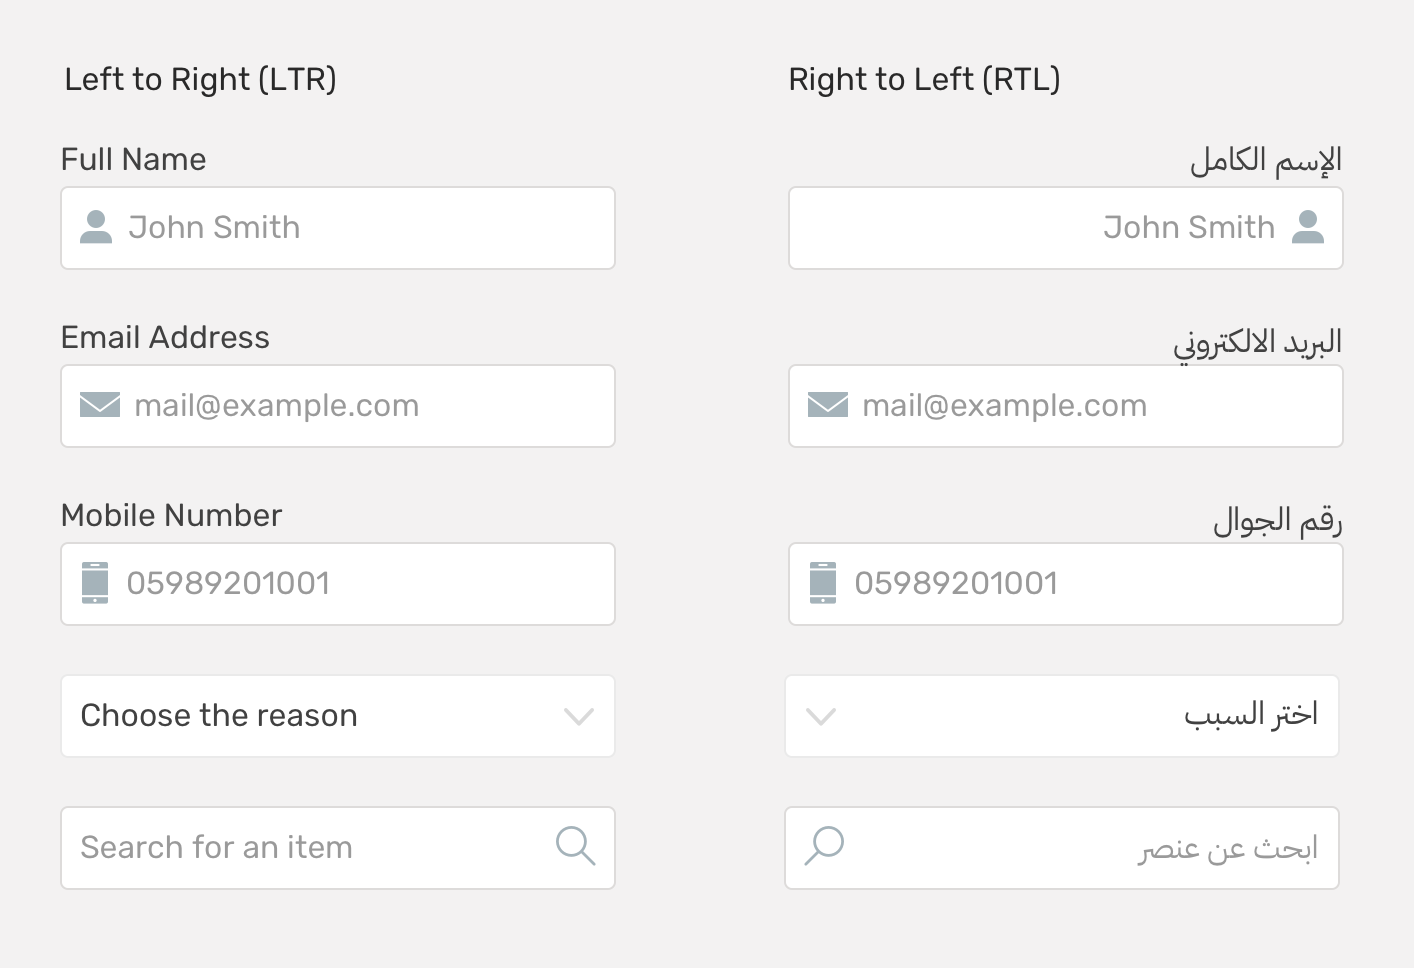 Left to Right (LTR)
Full Name
John Smith
Email Address
mail@example.com
Mobile Number
05989201001
Choose the reason
Search for an item
Right to Left (RTL)
الإسم الكامل
John Smith
البريد الالكتروني
mail@example.com
رقم الجوال
05989201001
اختر السبب
ابحث عن عنصر